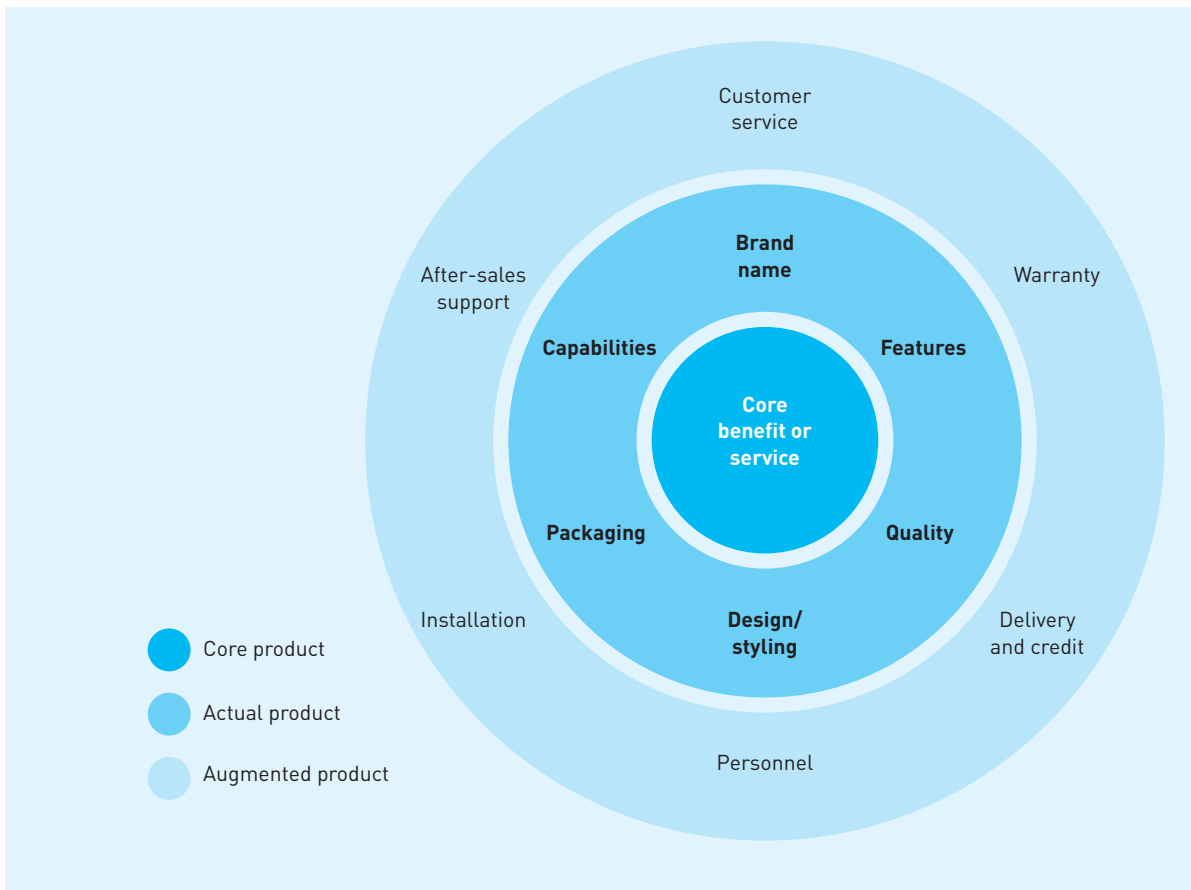 Customer
service
After-sales
support
Brand
name
Warranty
Capabilities
Features
Core
benefit or
service
Packaging
Quality
Installation
Design/
styling
Delivery
and credit
Personnel
Core product
Actual product
Augmented product